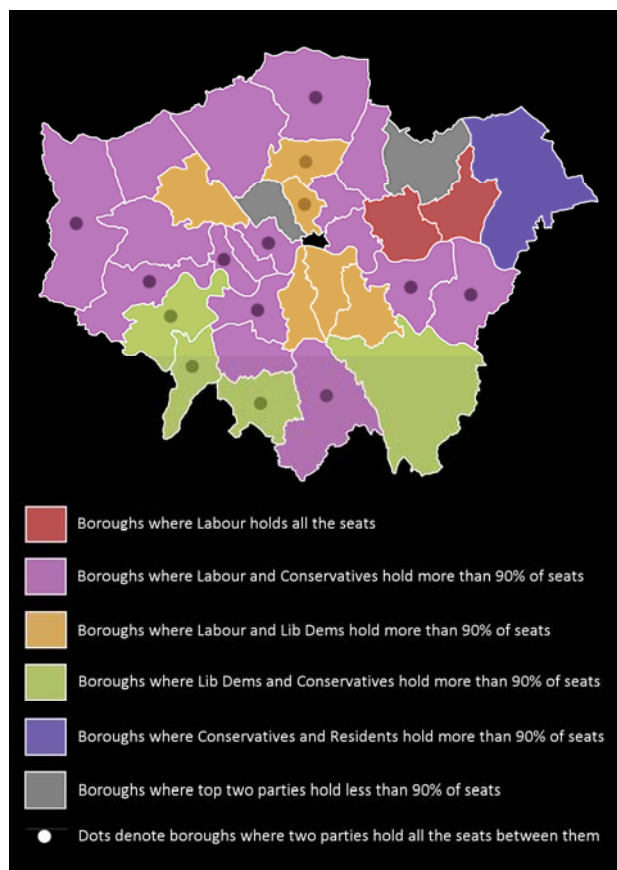 Boroughs where Labour holds all the seats
Boroughs where Labour and Conservatives hold more than 90% of seats
Boroughs where Labour and Lib Dems hold more than 90% of seats
Boroughs where Lib Dems and Conservatives hold more than 90% of seats
Boroughs where Conservatives and Residents hold more than 90% of seats
Boroughs where top two parties hold less than 90% of seats
Dots denote boroughs where two parties hold all the seats between them